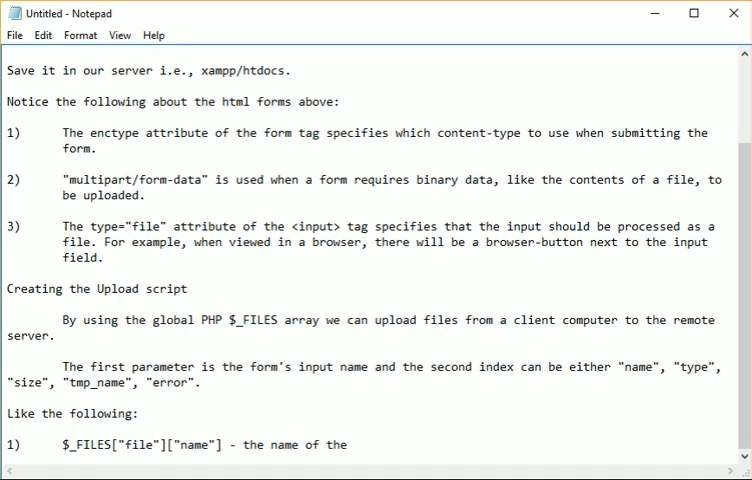 Untitled - Notepad
File Edit Format View Help
Save it in our server i.e., xampp/htdocs.
Notice the following about the html forms above:
1) The enctype attribute of the form tag specifies which content-type to use when submitting the
form.
2) "multipart/form-data" is used when a form requires binary data, like the contents of a file, to
be uploaded.
3) The type="file" attribute of the <input> tag specifies that the input should be processed as a
file. For example, when viewed in a browser, there will be a browser-button next to the input
field.
Creating the Upload script
By using the global PHP $_FILES array we can upload files from a client computer to the remote
server.
The first parameter is the form's input name and the second index can be either "name", "type",
"size", "tmp_name", "error".
Like the following:
1) $_FILES["file"]["name"] - the name of the